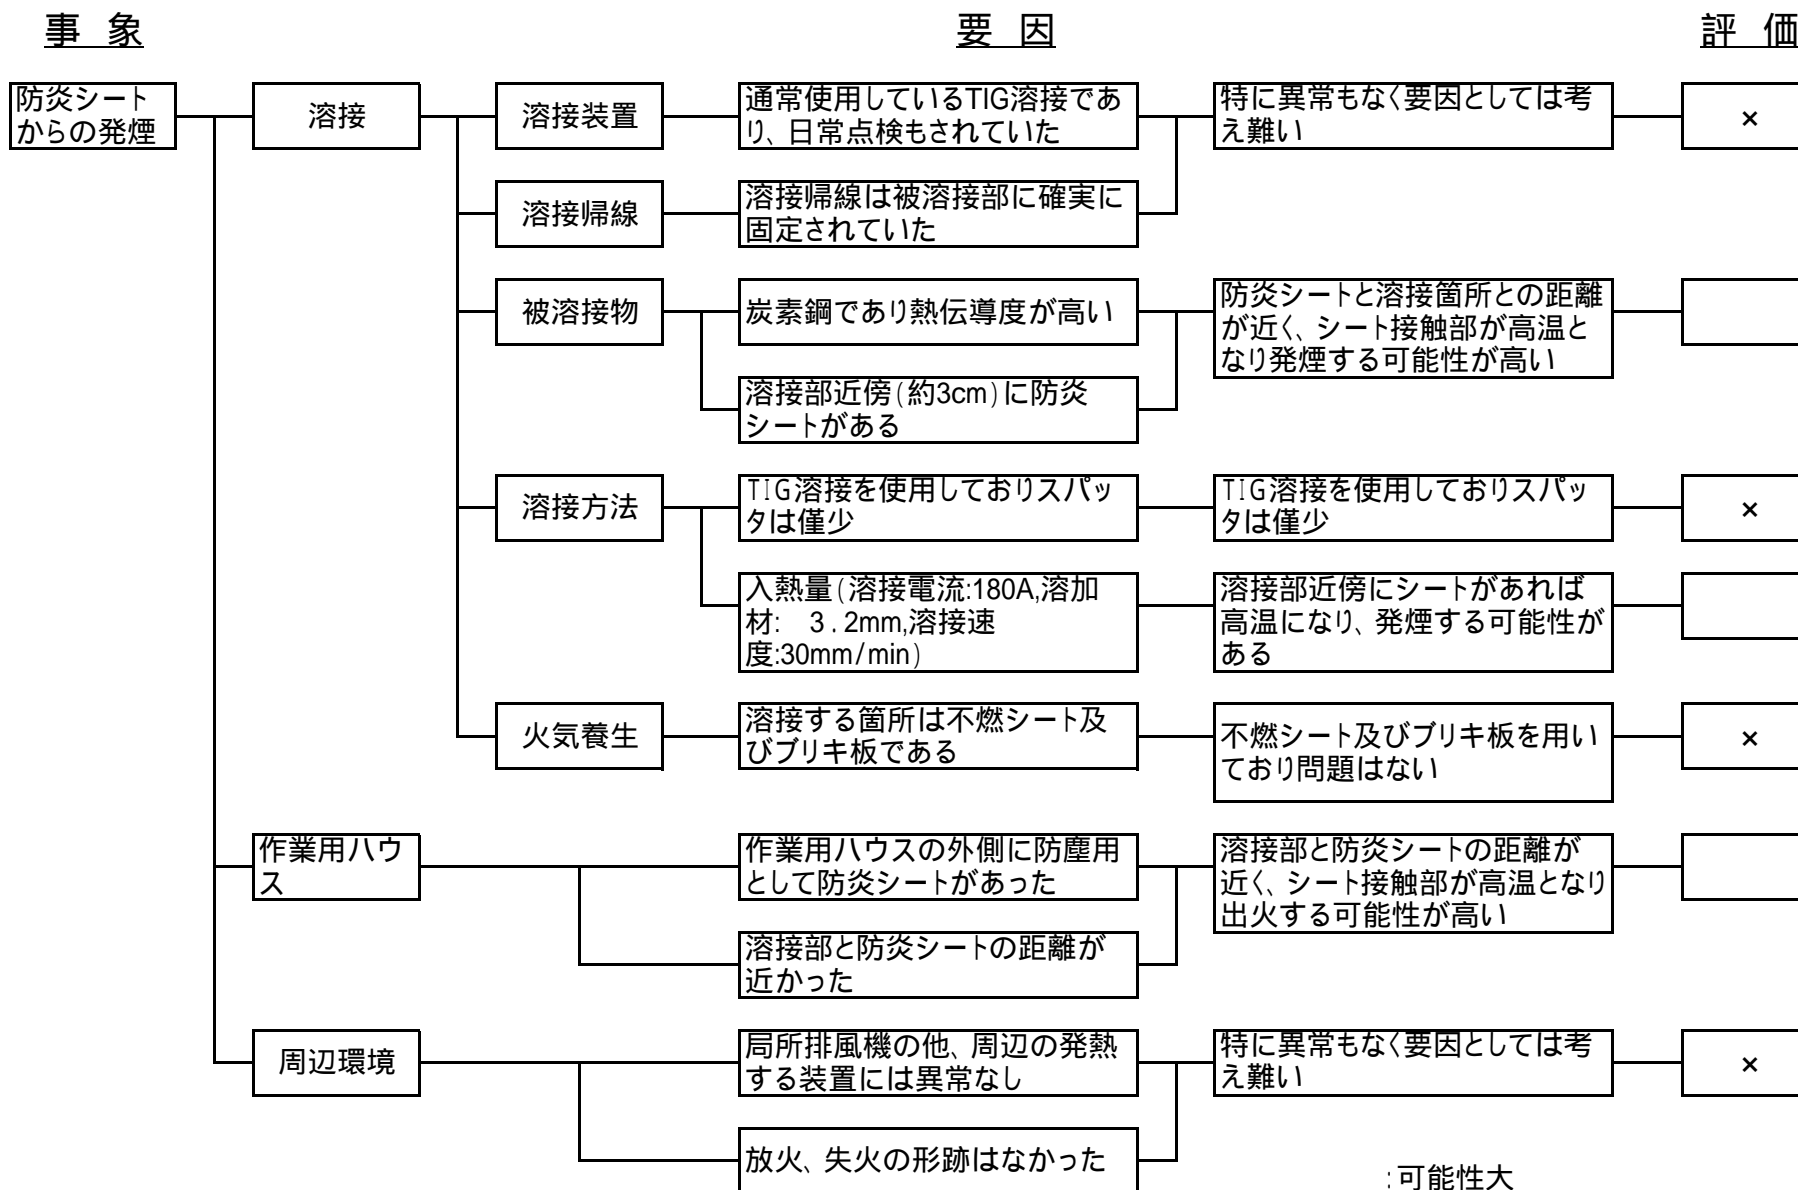 事 象
要 因
評 価
防炎シート
からの発煙
溶接
溶接装置
通常使用しているTIG溶接であ
り、日常点検もされていた
特に異常もなく要因としては考
え難い
×
溶接帰線
溶接帰線は被溶接部に確実に
固定されていた
被溶接物
炭素鋼であり熱伝導度が高い
防炎シートと溶接箇所との距離
が近く、シート接触部が高温と
なり発煙する可能性が高い
溶接部近傍(約3cm)に防炎
シートがある
溶接方法
TIG溶接を使用しておりスパッ
タは僅少
TIG溶接を使用しておりスパッ
タは僅少
×
入熱量(溶接電流:180A,溶加
材: 3.2mm,溶接速
度:30mm/min)
溶接部近傍にシートがあれば
高温になり、発煙する可能性が
ある
火気養生
溶接する箇所は不燃シート及
びブリキ板である
不燃シート及びブリキ板を用い
ており問題はない
×
作業用ハウ
ス
作業用ハウスの外側に防塵用
として防炎シートがあった
溶接部と防炎シートの距離が
近く、シート接触部が高温となり
出火する可能性が高い
溶接部と防炎シートの距離が
近かった
周辺環境
局所排風機の他、周辺の発熱
する装置には異常なし
特に異常もなく要因としては考
え難い
×
放火、失火の形跡はなかった
:可能性大